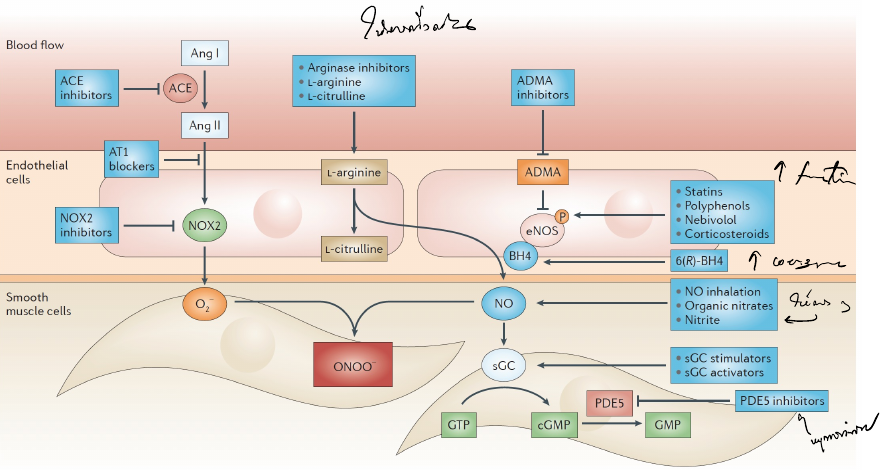 Blood flow
Ang I
ACE
inhibitors
ACE
Ang II
• Arginase inhibitors
• L-arginine
• L-citrulline
ADMA
inhibitors
Endothelial
cells
AT1
blockers
L-arginine
ADMA
• Statins
• Polyphenols
• Nebivolol
• Corticosteroids
NOX2
inhibitors
NOX2
L-citrulline
P
eNOS
BH4
6(R)-BH4
Smooth
muscle cells
O₂⁻
NO
• NO inhalation
• Organic nitrates
• Nitrite
ONOO⁻
sGC
• sGC stimulators
• sGC activators
PDE5
PDE5 inhibitors
GTP
cGMP
GMP